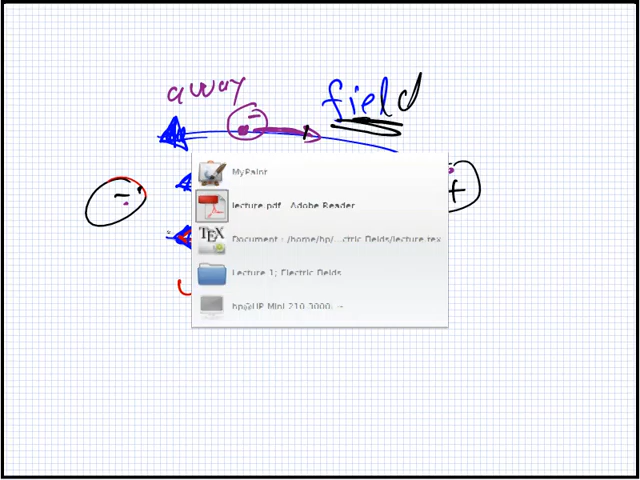 away
field
−
MyPaint
− +
lecture.pdf - Adobe Reader
TEX Document : /home/hp/...ctric Fields/lecture.tex
Lecture 1; Electric Fields
hp@HP Mini 210 3000: ~